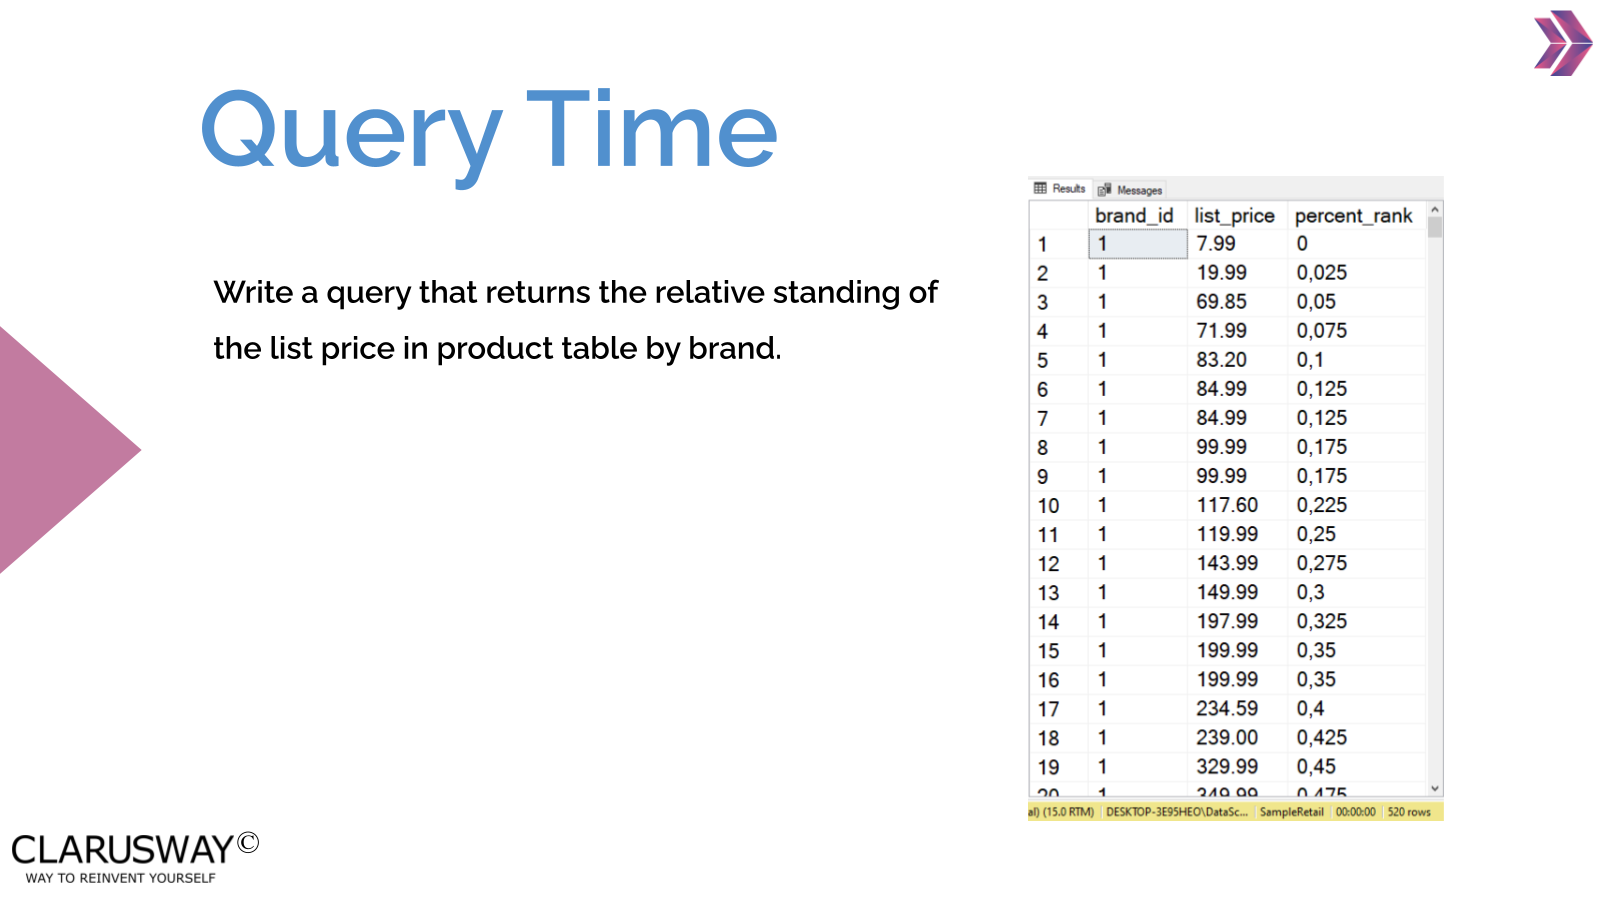 Query Time
Write a query that returns the relative standing of
the list price in product table by brand.
Results Messages
brand_id list_price percent_rank
1 1 7.99 0
2 1 19.99 0,025
3 1 69.85 0,05
4 1 71.99 0,075
5 1 83.20 0,1
6 1 84.99 0,125
7 1 84.99 0,125
8 1 99.99 0,175
9 1 99.99 0,175
10 1 117.60 0,225
11 1 119.99 0,25
12 1 143.99 0,275
13 1 149.99 0,3
14 1 197.99 0,325
15 1 199.99 0,35
16 1 199.99 0,35
17 1 234.59 0,4
18 1 239.00 0,425
19 1 329.99 0,45
20 1 349.99 0,475
al) (15.0 RTM) DESKTOP-3E95HEO\DataSc... SampleRetail 00:00:00 520 rows
CLARUSWAY©
WAY TO REINVENT YOURSELF